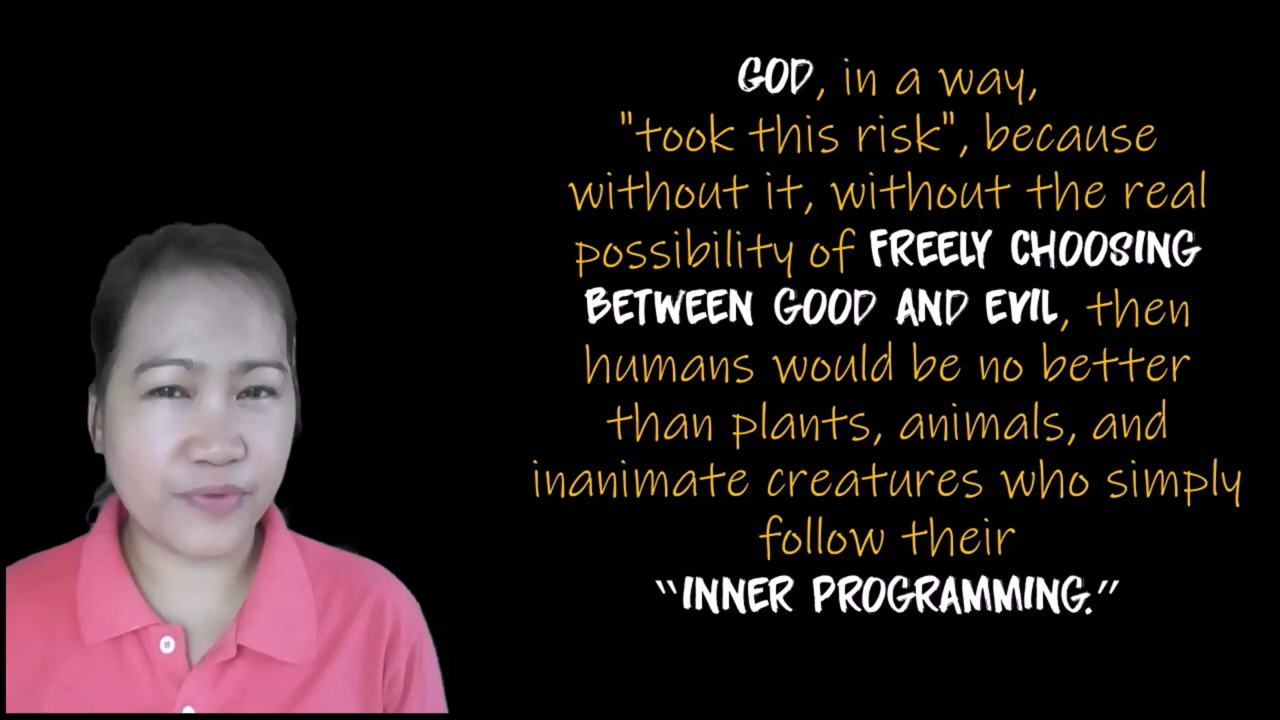 GOD, in a way,
"took this risk", because
without it, without the real
possibility of FREELY CHOOSING
BETWEEN GOOD AND EVIL, then
humans would be no better
than plants, animals, and
inanimate creatures who simply
follow their
“INNER PROGRAMMING.”